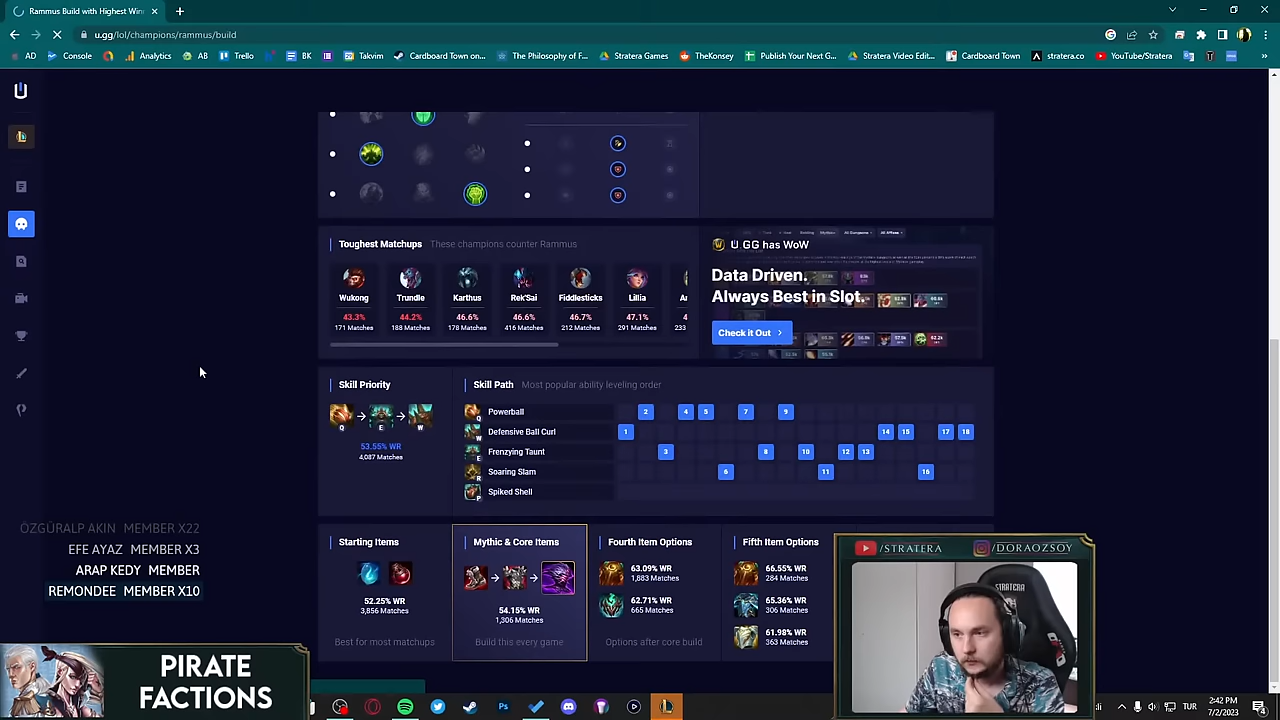 Rammus Build with Highest Win
u.gg/lol/champions/rammus/build
AD Console Analytics AB Trello BK Takvim Cardboard Town on... The Philosophy of F... Stratera Games TheKonsey Publish Your Next G... Stratera Video Edit... Cardboard Town stratera.co YouTube/Stratera
Toughest Matchups These champions counter Rammus
Wukong Trundle Karthus Rek'Sai Fiddlesticks Lillia
43.3% 44.2% 46.6% 46.6% 46.7% 47.1%
171 Matches 188 Matches 178 Matches 416 Matches 212 Matches 291 Matches 233
U GG has WoW
Data Driven.
Always Best in Slot.
Check it Out
Skill Priority
Q E W
53.55% WR
4,087 Matches
Skill Path Most popular ability leveling order
Powerball 2 4 5 7 9
Defensive Ball Curl 1 14 15 17 18
Frenzying Taunt 3 8 10 12 13
Soaring Slam 6 11 16
Spiked Shell
Starting Items
52.25% WR
3,856 Matches
Best for most matchups
Mythic & Core Items
54.15% WR
1,306 Matches
Build this every game
Fourth Item Options
63.09% WR
1,883 Matches
62.71% WR
665 Matches
Options after core build
Fifth Item Options
66.55% WR
284 Matches
65.36% WR
306 Matches
61.98% WR
363 Matches
ÖZGÜRALP AKIN MEMBER X22
EFE AYAZ MEMBER X3
ARAP KEDY MEMBER
REMONDEE MEMBER X10
PIRATE
FACTIONS
/STRATERA /DORAOZSOY
STRATERA
TUR
2:42 PM
7/2/2023